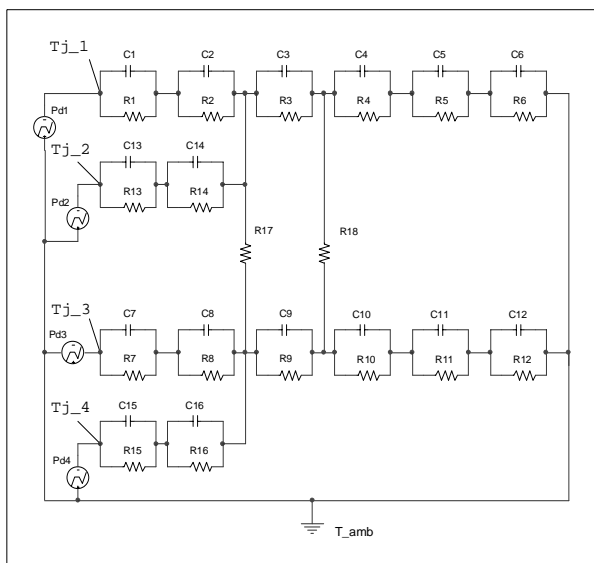 Tj_1
C1 C2 C3 C4 C5 C6
R1 R2 R3 R4 R5 R6
Pd1
Tj_2
C13 C14
R13 R14
Pd2
R17 R18
Tj_3
C7 C8 C9 C10 C11 C12
Pd3
R7 R8 R9 R10 R11 R12
Tj_4
C15 C16
R15 R16
Pd4
T_amb